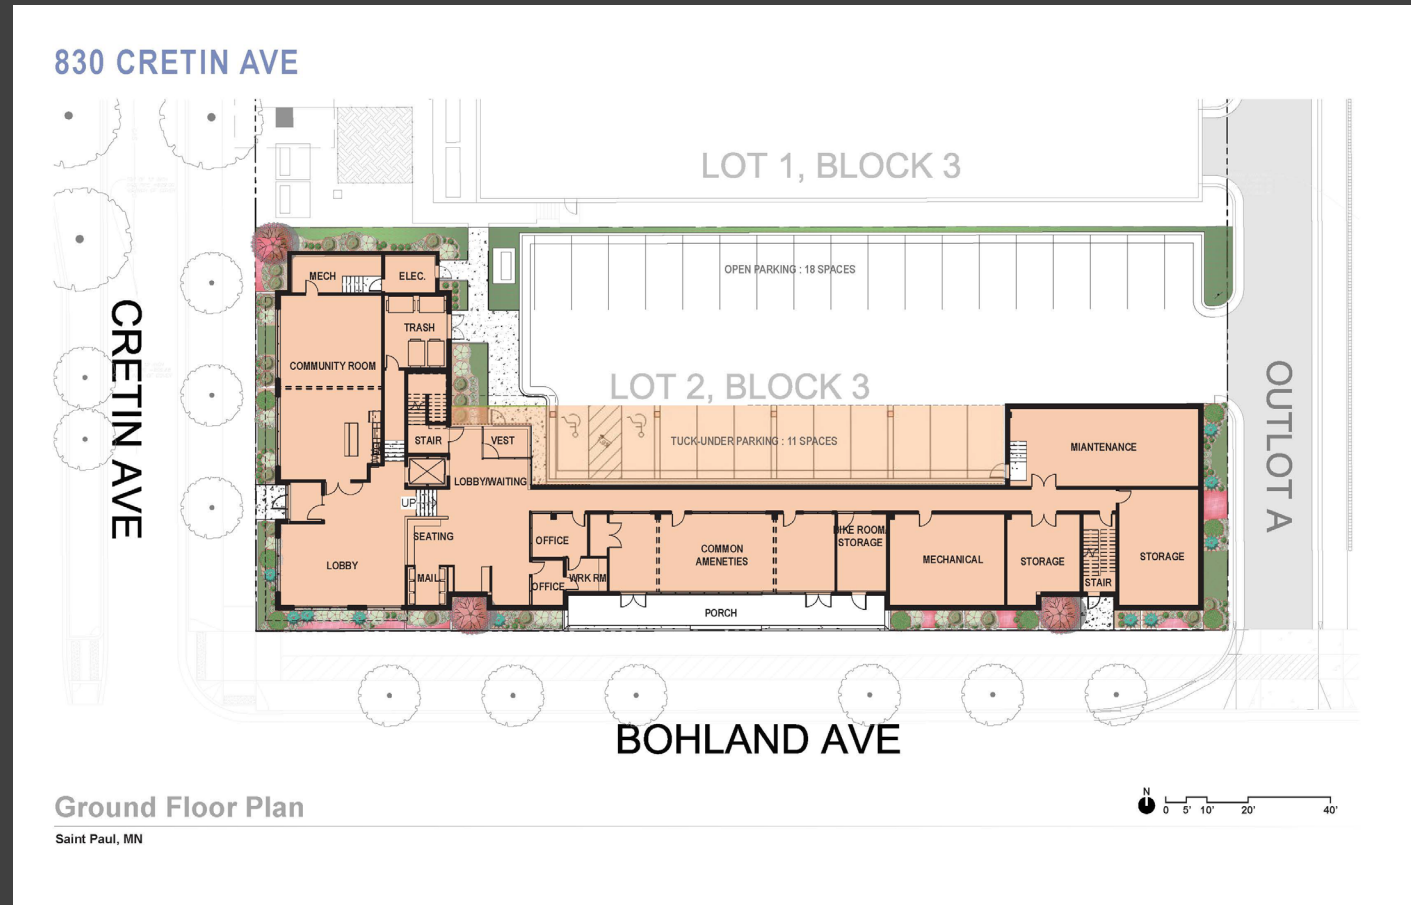 830 CRETIN AVE
LOT 1, BLOCK 3
MECH
ELEC.
OPEN PARKING : 18 SPACES
TRASH
COMMUNITY ROOM
LOT 2, BLOCK 3
CRETIN AVE
OUTLOT A
STAIR
VEST
TUCK-UNDER PARKING : 11 SPACES
MIANTENANCE
LOBBY/WAITING
UP
SEATING
OFFICE
BIKE ROOM/
STORAGE
COMMON
AMENETIES
MECHANICAL
STORAGE
STORAGE
LOBBY
MAIL
OFFICE
WRK RM
STAIR
PORCH
BOHLAND AVE
Ground Floor Plan
Saint Paul, MN
N
0 5' 10' 20' 40'